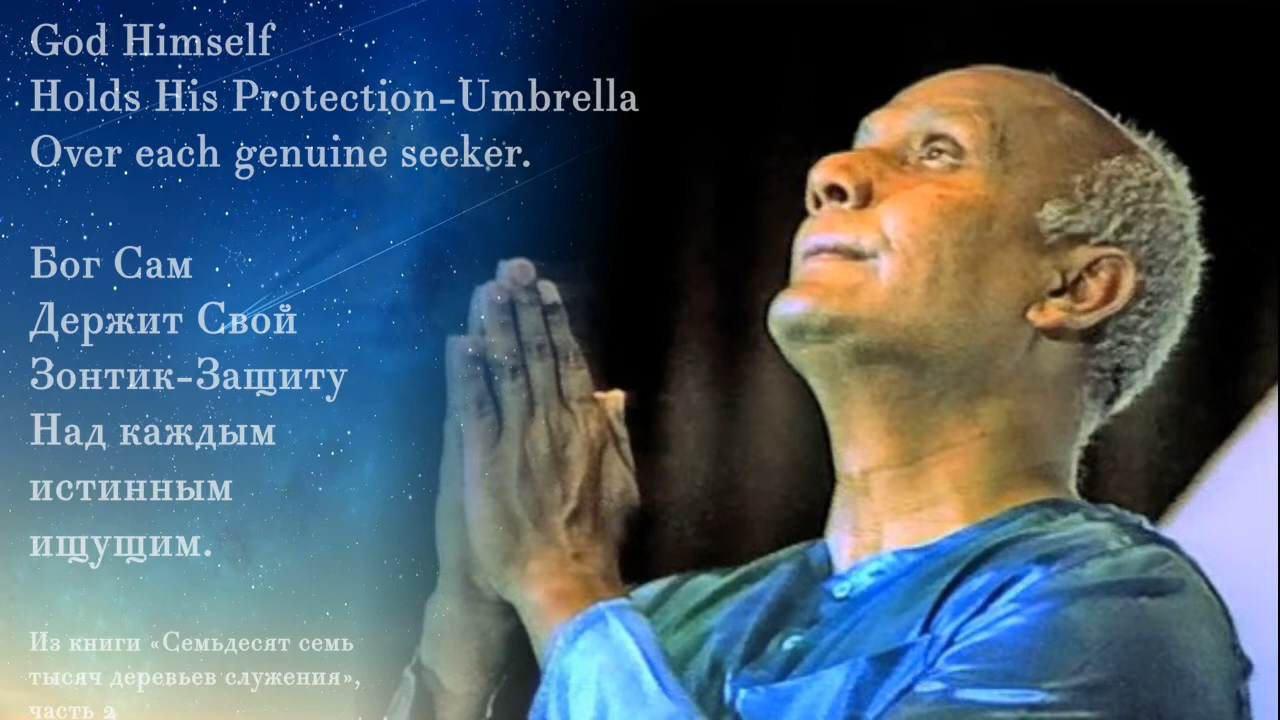 God Himself
Holds His Protection-Umbrella
Over each genuine seeker.
Бог Сам
Держит Свой
Зонтик-Защиту
Над каждым
истинным
ищущим.
Из книги «Семьдесят семь
тысяч деревьев служения»,
часть 2